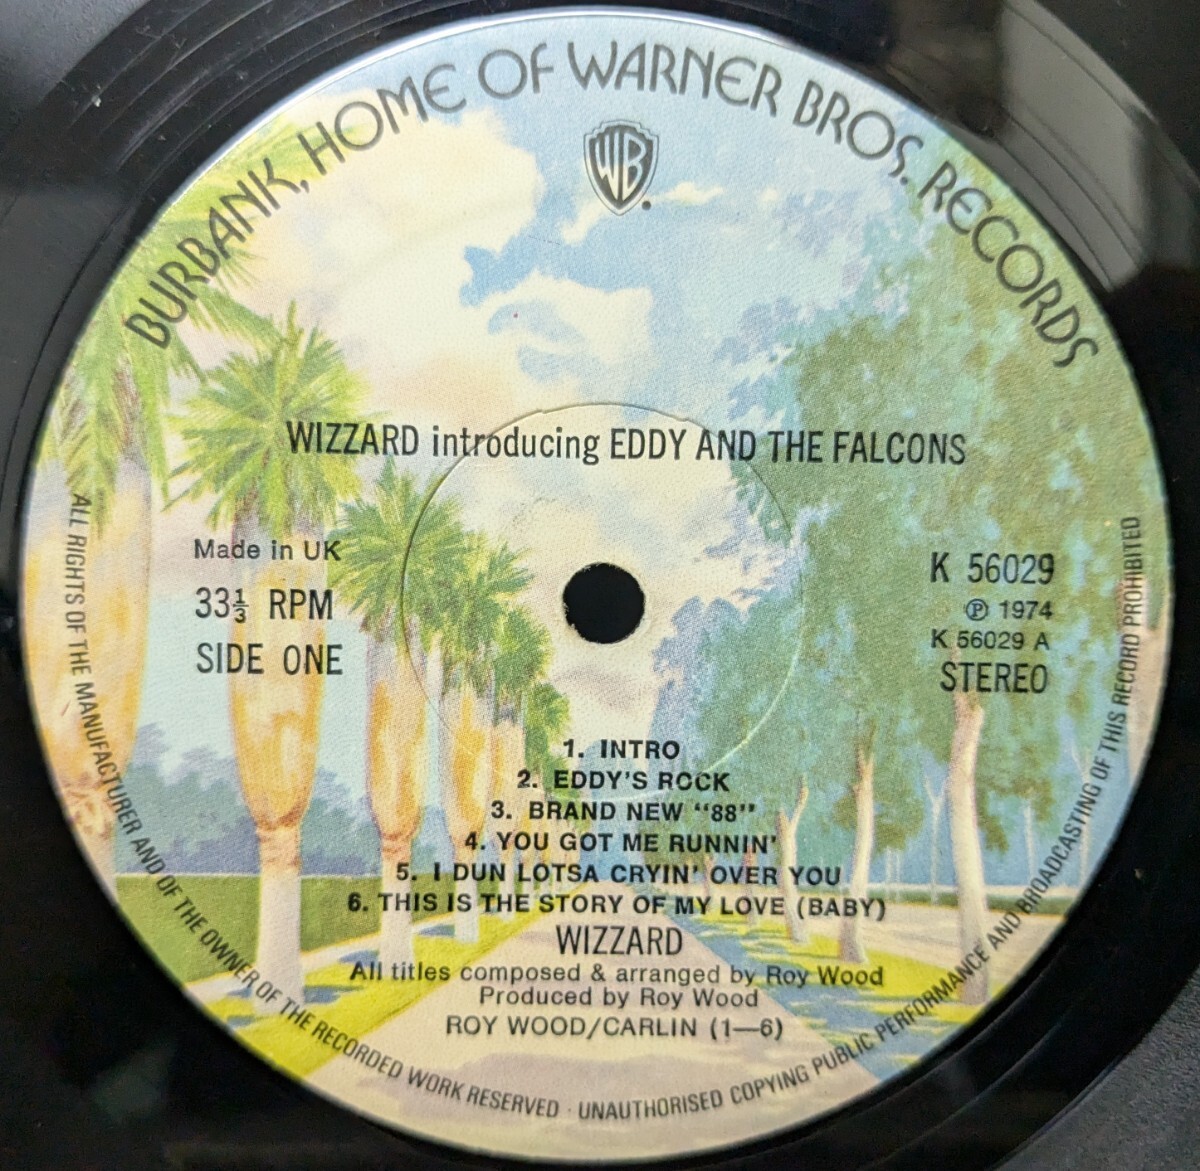 BURBANK, HOME OF WARNER BROS. RECORDS
WB
WIZZARD introducing EDDY AND THE FALCONS
Made in UK
33⅓ RPM
SIDE ONE
K 56029
℗ 1974
K 56029 A
STEREO
1. INTRO
2. EDDY'S ROCK
3. BRAND NEW "88"
4. YOU GOT ME RUNNIN'
5. I DUN LOTSA CRYIN' OVER YOU
6. THIS IS THE STORY OF MY LOVE (BABY)
WIZZARD
All titles composed & arranged by Roy Wood
Produced by Roy Wood
ROY WOOD/CARLIN (1—6)
ALL RIGHTS OF THE MANUFACTURER AND OF THE OWNER OF THE RECORDED WORK RESERVED · UNAUTHORISED COPYING PUBLIC PERFORMANCE AND BROADCASTING OF THIS RECORD PROHIBITED